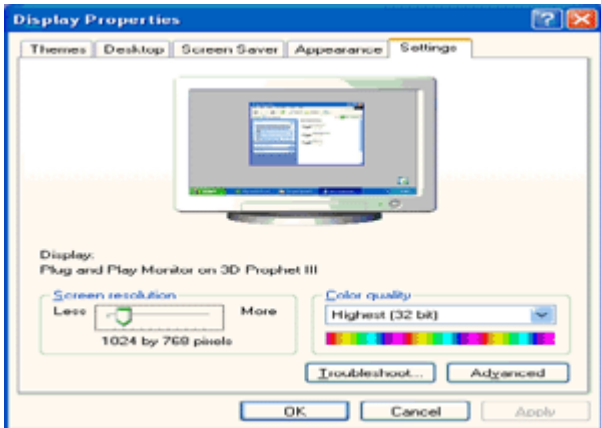 Display Properties
Themes Desktop Screen Saver Appearance Settings
Display:
Plug and Play Monitor on 3D Prophet III
Screen resolution
Less More
1024 by 768 pixels
Color quality
Highest (32 bit)
Troubleshoot... Advanced
OK Cancel Apply